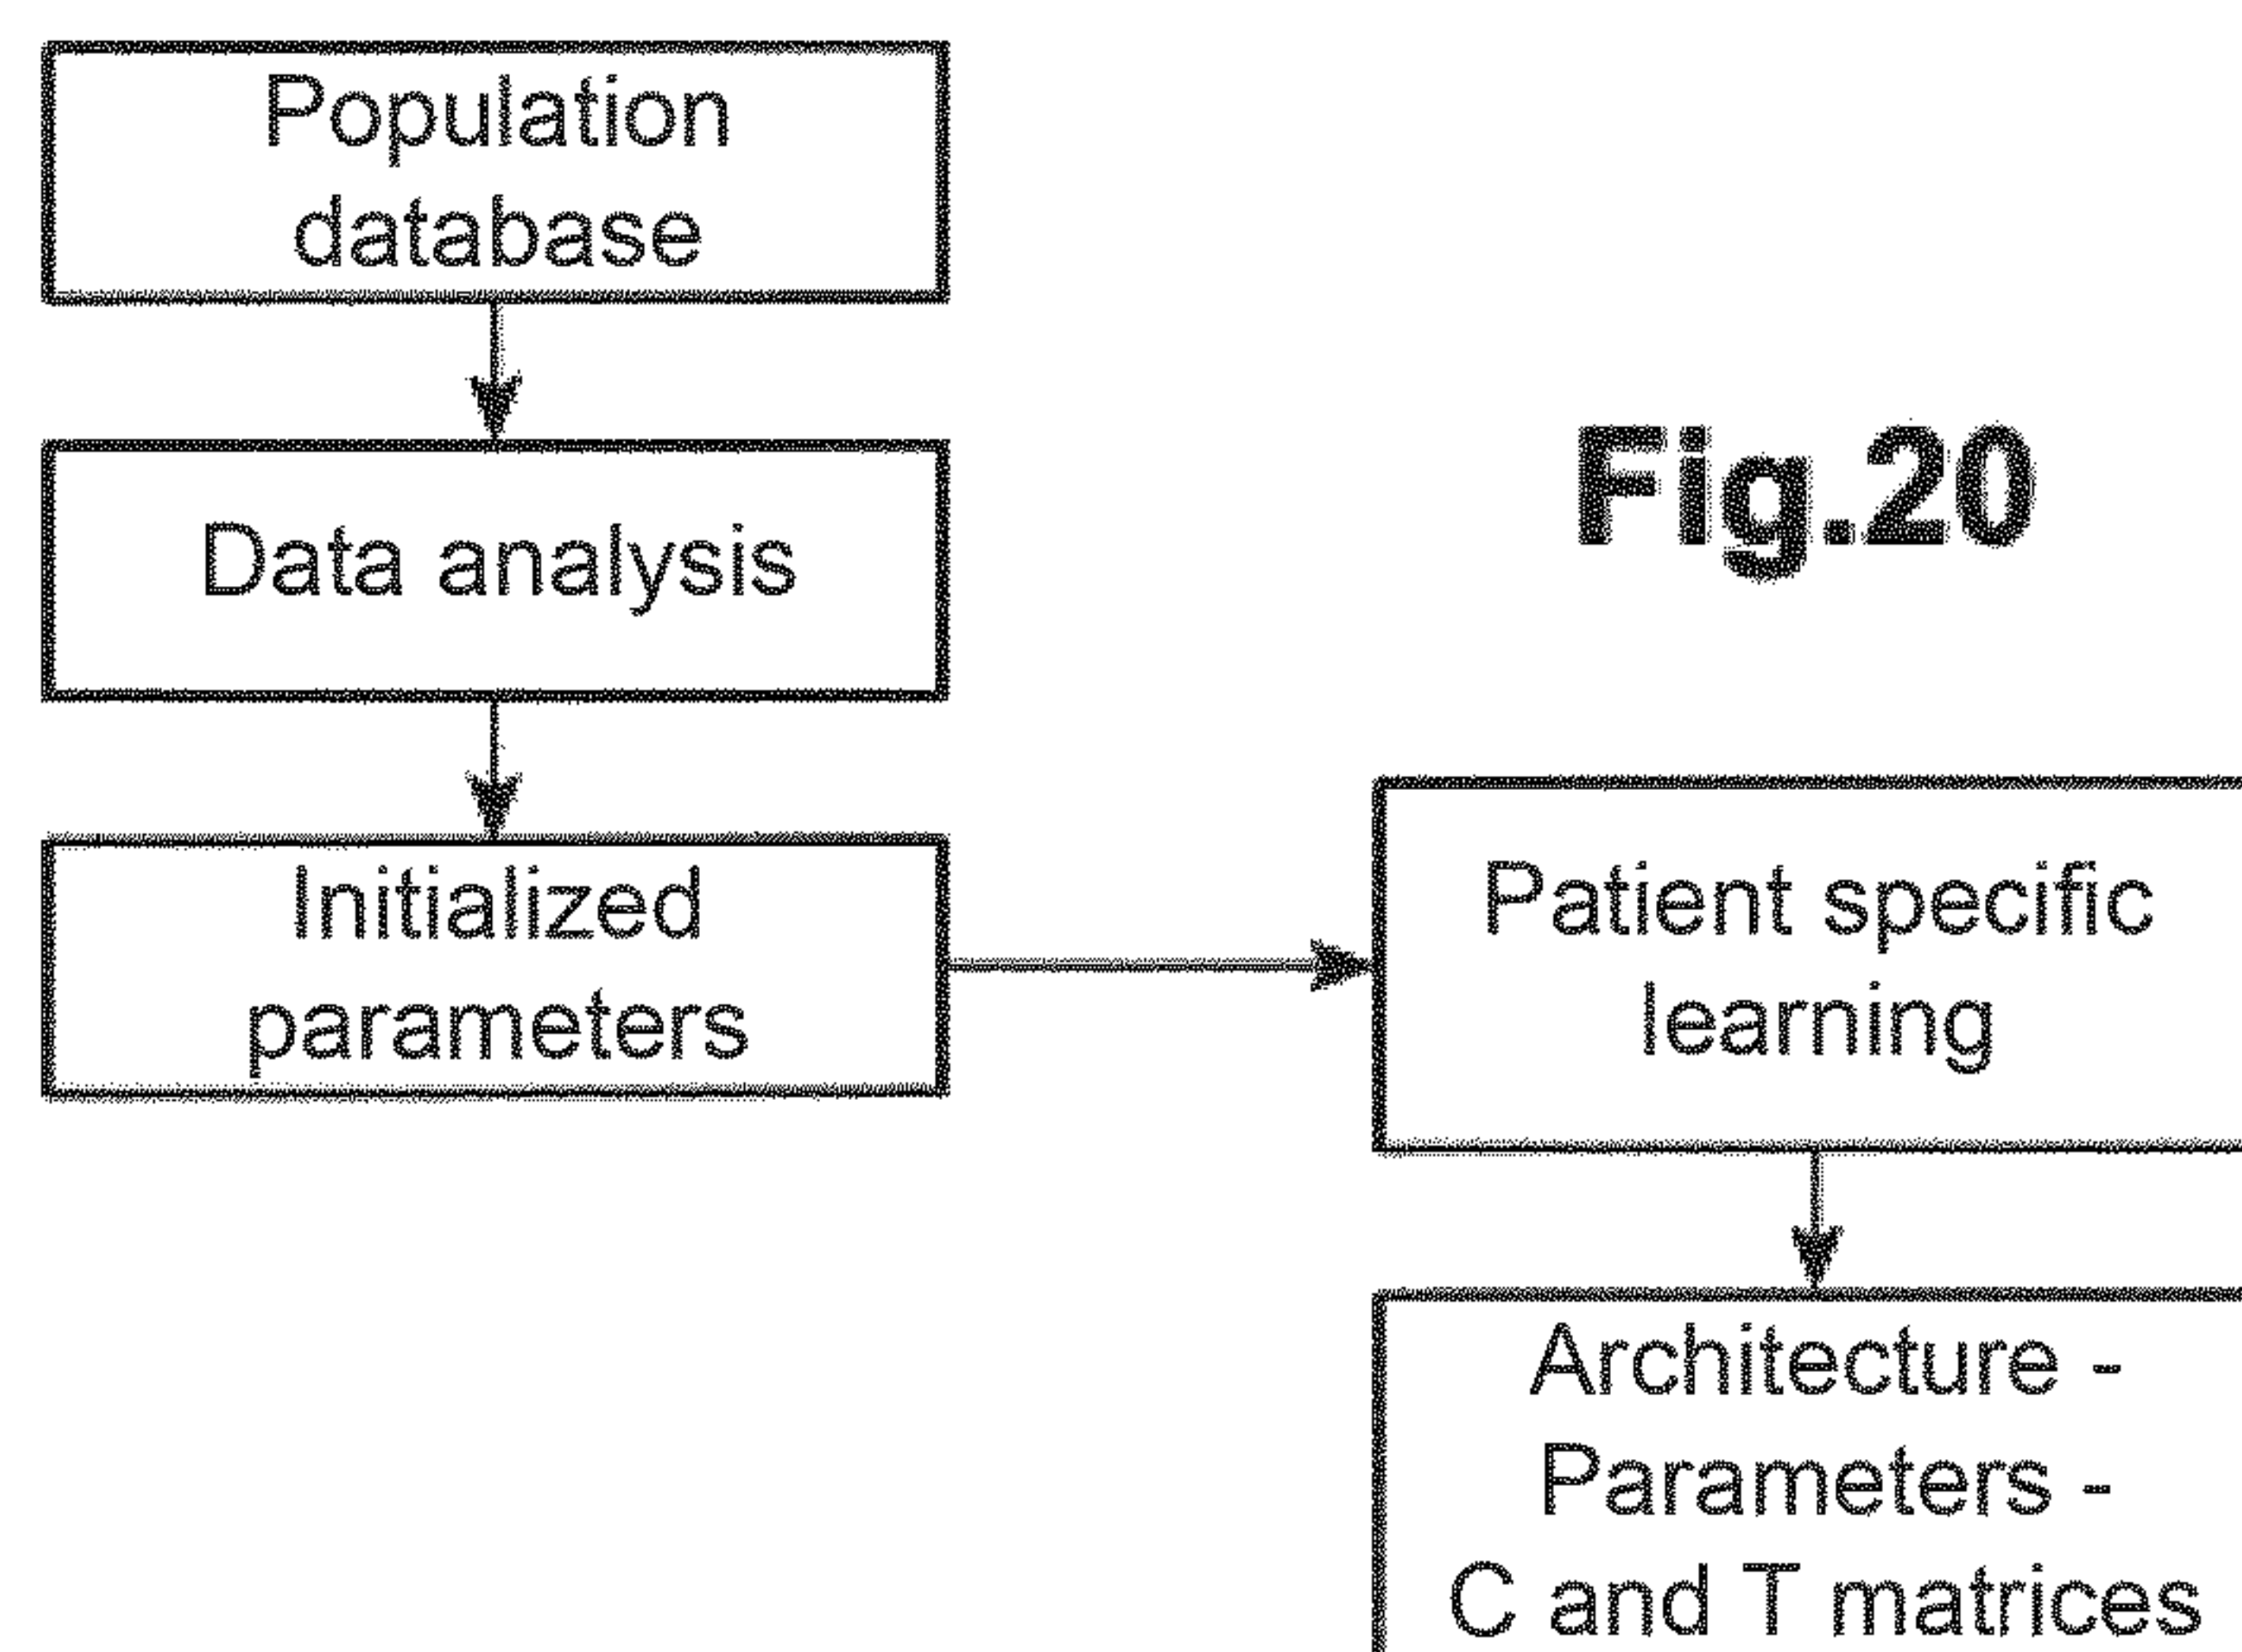 Population
database
Data analysis
Fig.20
Initialized
parameters
Patient specific
learning
Architecture -
Parameters -
C and T matrices